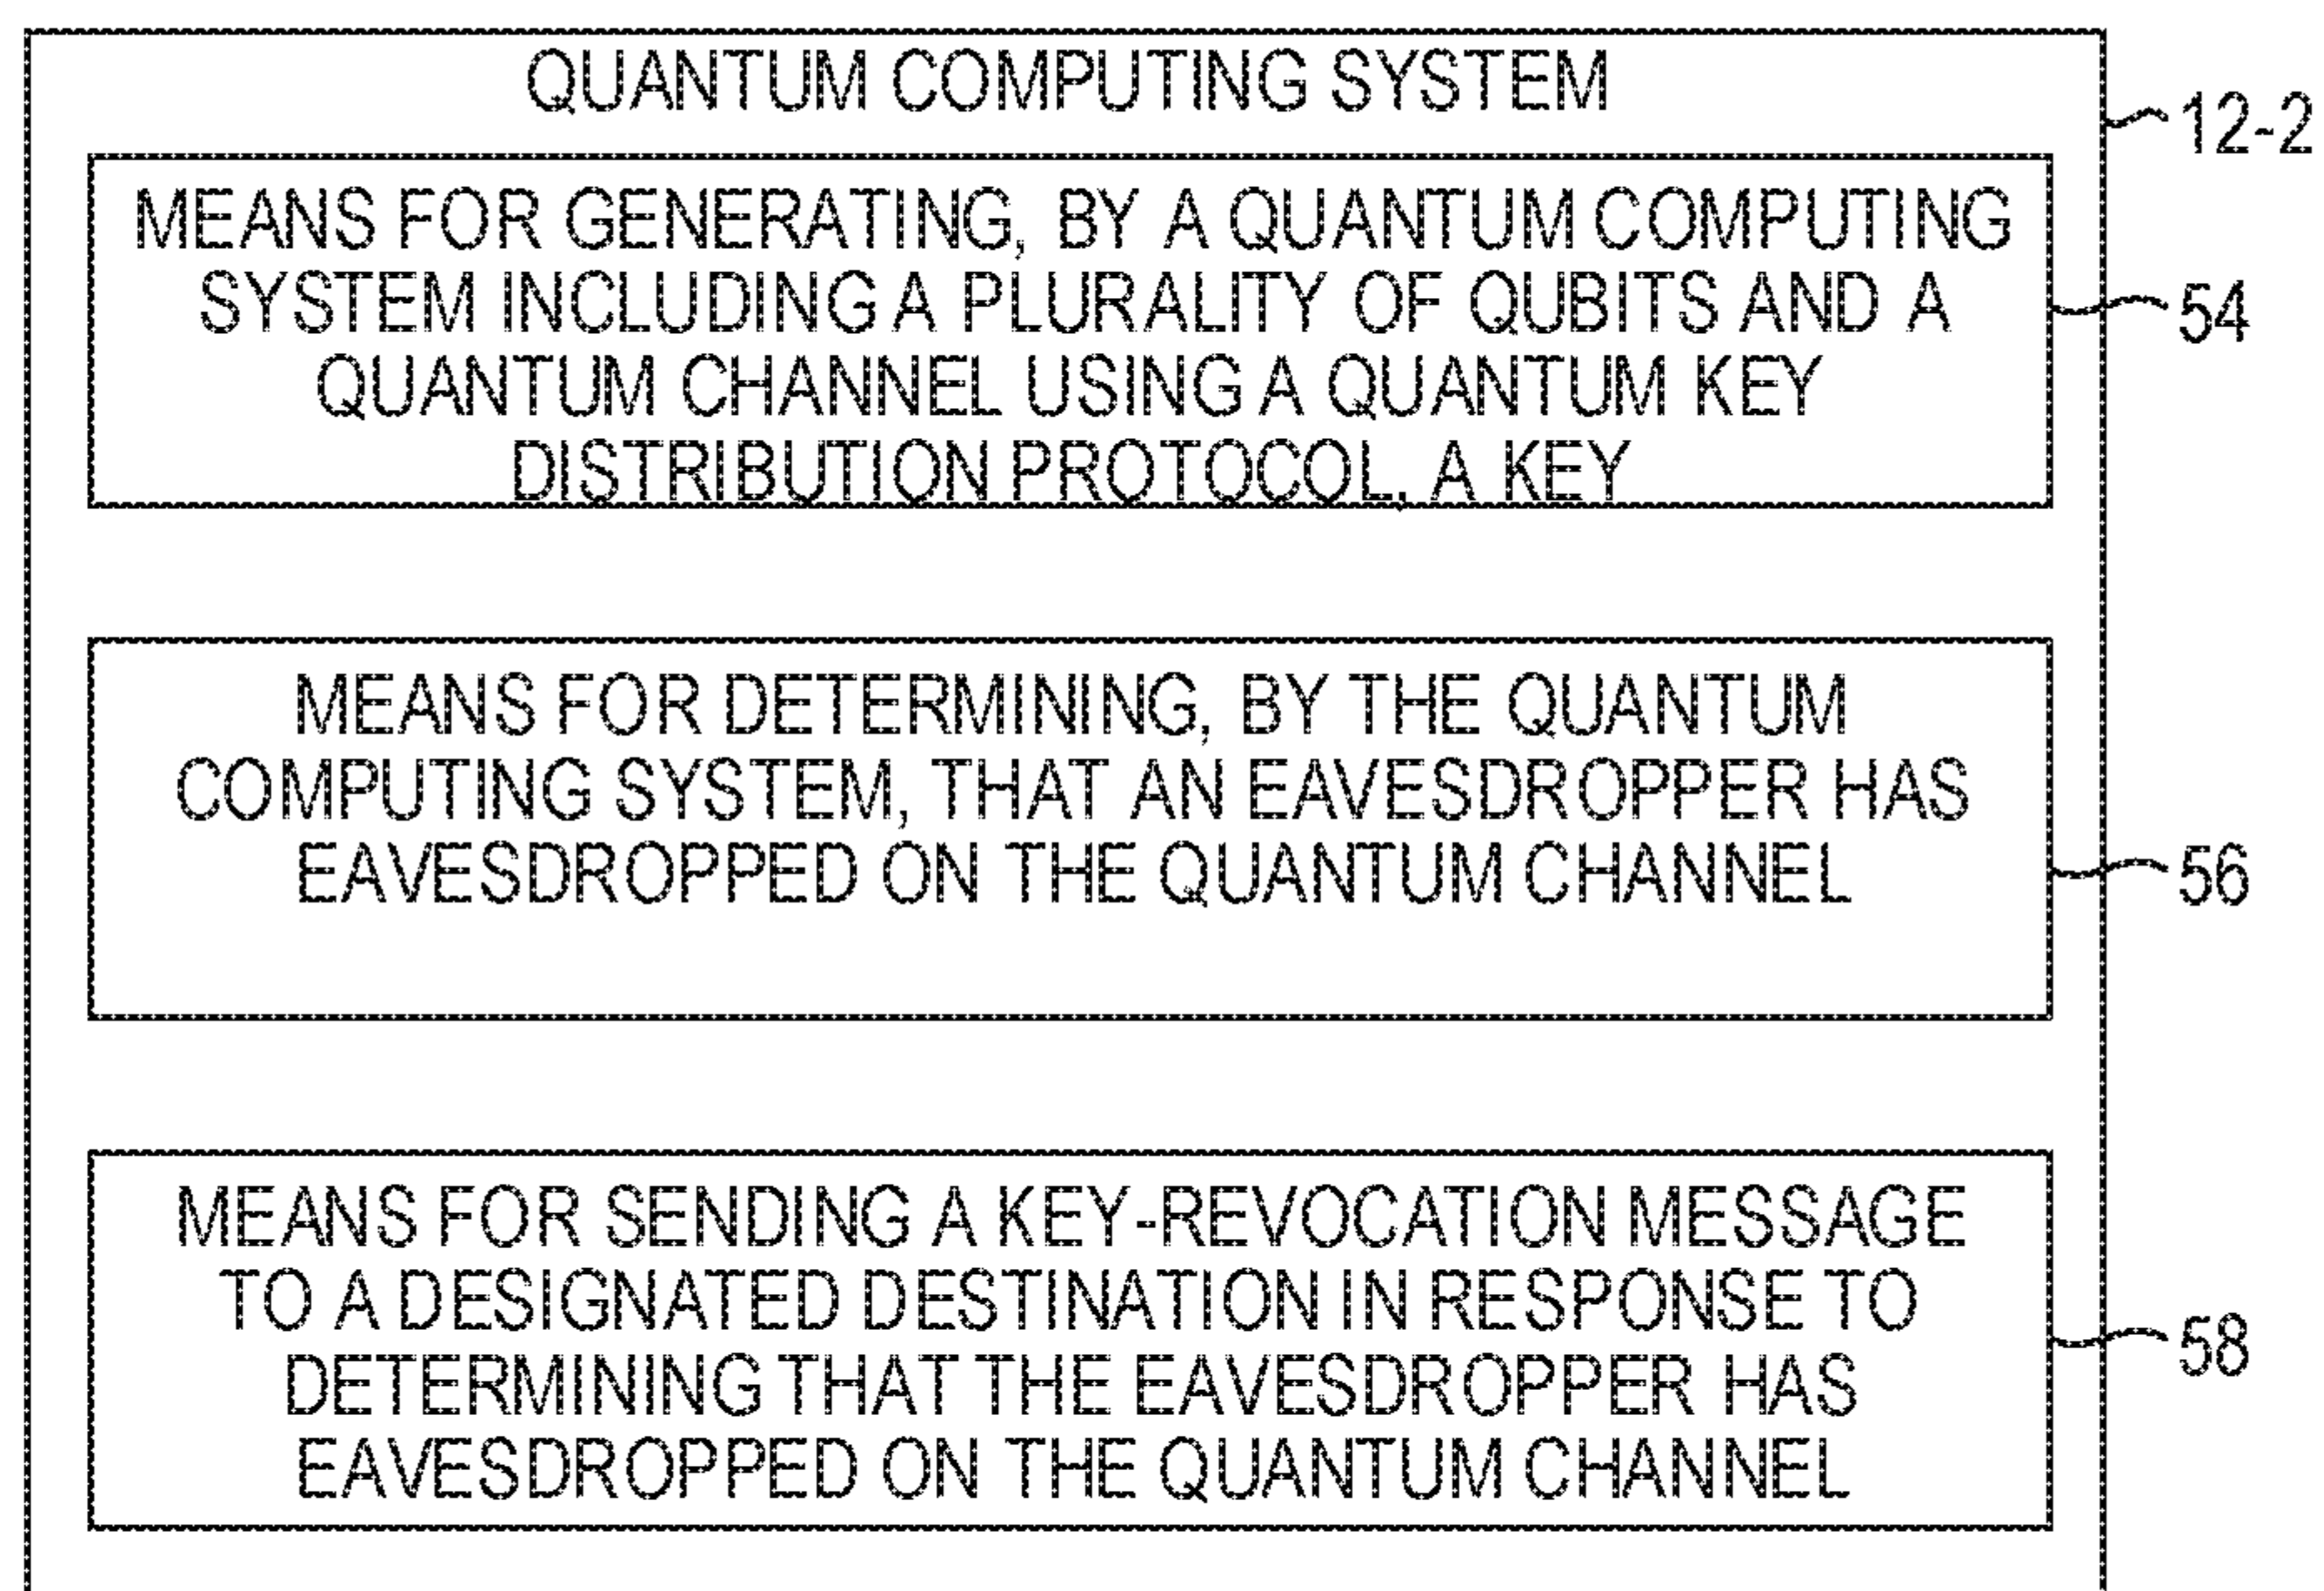 QUANTUM COMPUTING SYSTEM
12-2
MEANS FOR GENERATING, BY A QUANTUM COMPUTING
SYSTEM INCLUDING A PLURALITY OF QUBITS AND A
QUANTUM CHANNEL USING A QUANTUM KEY
DISTRIBUTION PROTOCOL, A KEY
54
MEANS FOR DETERMINING, BY THE QUANTUM
COMPUTING SYSTEM, THAT AN EAVESDROPPER HAS
EAVESDROPPED ON THE QUANTUM CHANNEL
56
MEANS FOR SENDING A KEY-REVOCATION MESSAGE
TO A DESIGNATED DESTINATION IN RESPONSE TO
DETERMINING THAT THE EAVESDROPPER HAS
EAVESDROPPED ON THE QUANTUM CHANNEL
58